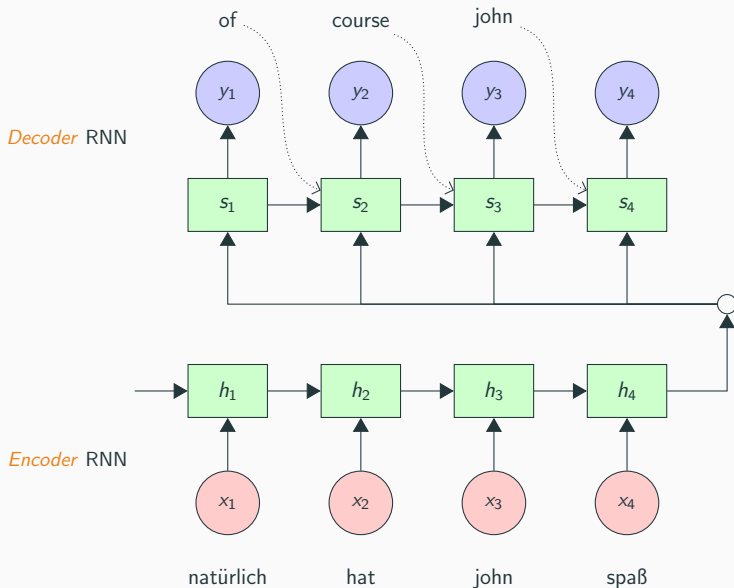 of course john
y₁ y₂ y₃ y₄
Decoder RNN
s₁ s₂ s₃ s₄
h₁ h₂ h₃ h₄
Encoder RNN
x₁ x₂ x₃ x₄
natürlich hat john spaß